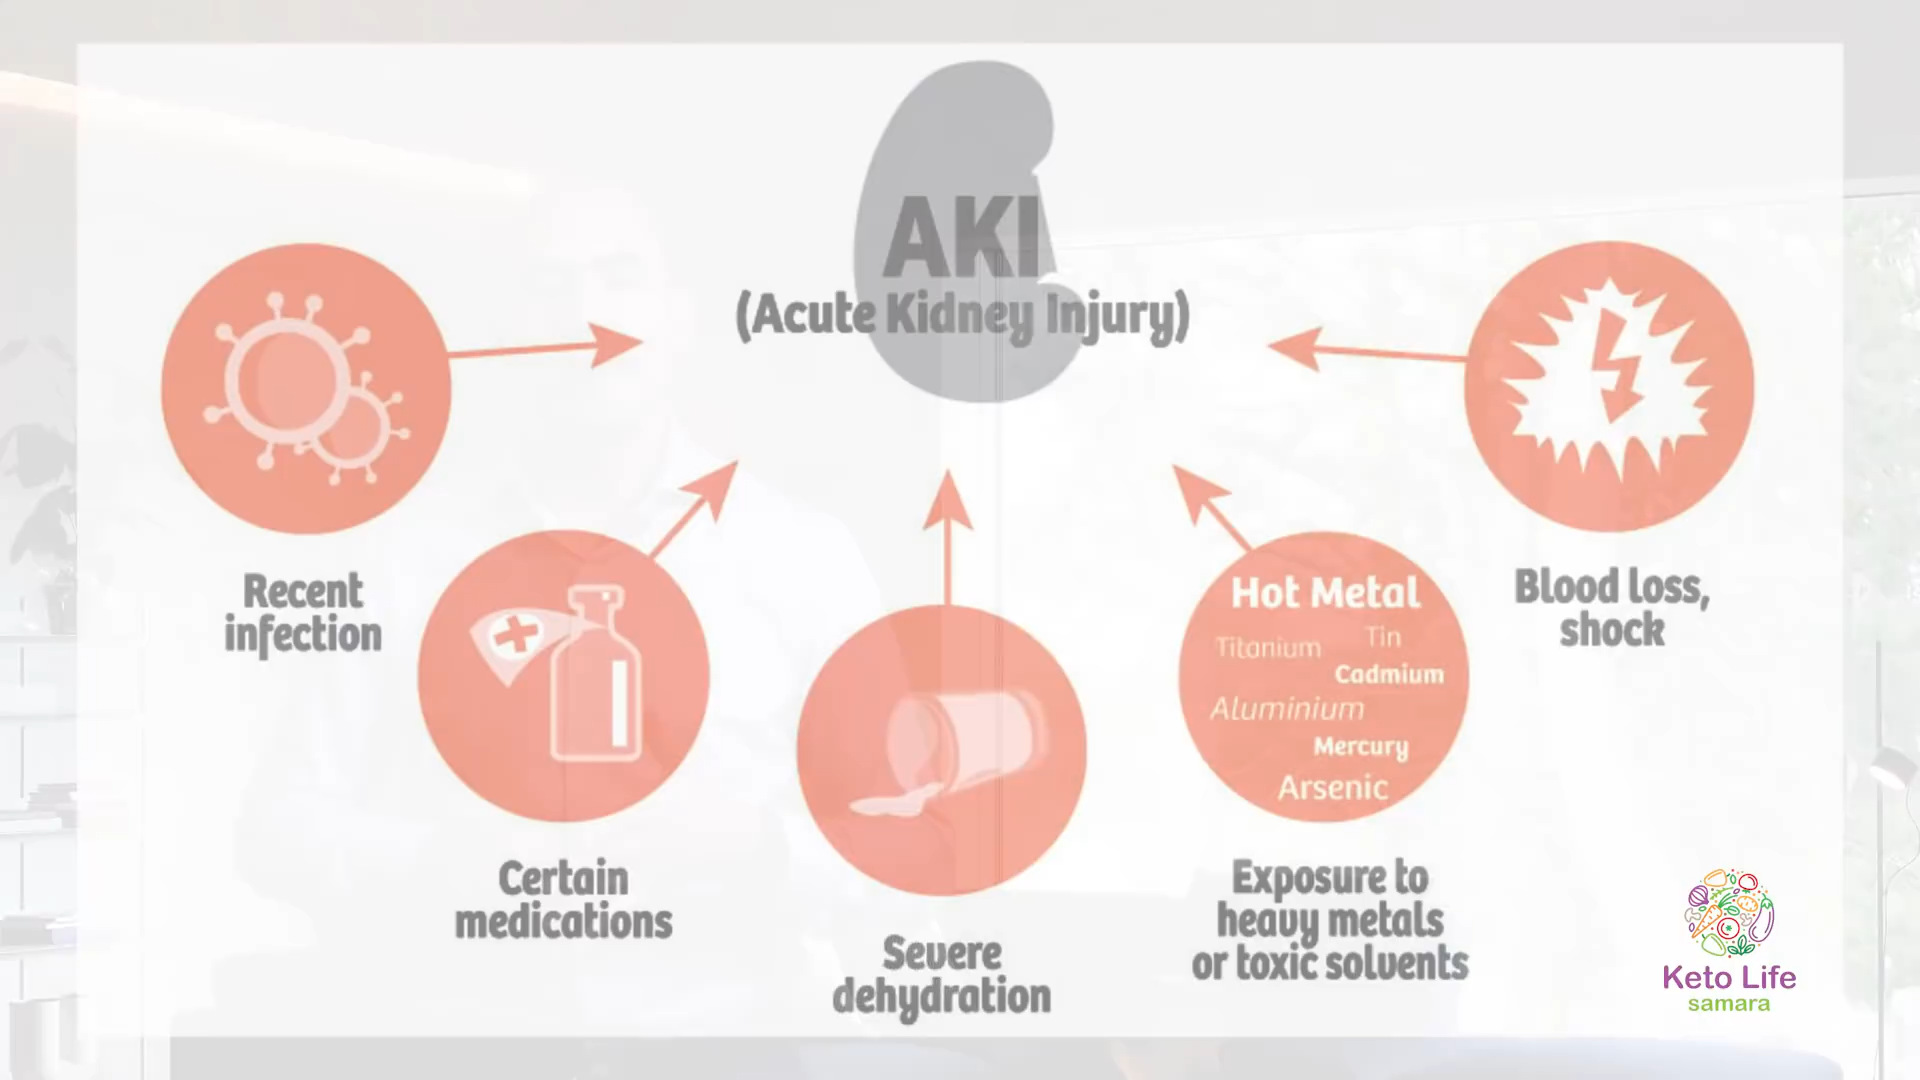 AKI
(Acute Kidney Injury)
Recent
infection
Certain
medications
Severe
dehydration
Hot Metal
Titanium
Tin
Cadmium
Aluminium
Mercury
Arsenic
Exposure to
heavy metals
or toxic solvents
Blood loss,
shock
Keto Life
samara